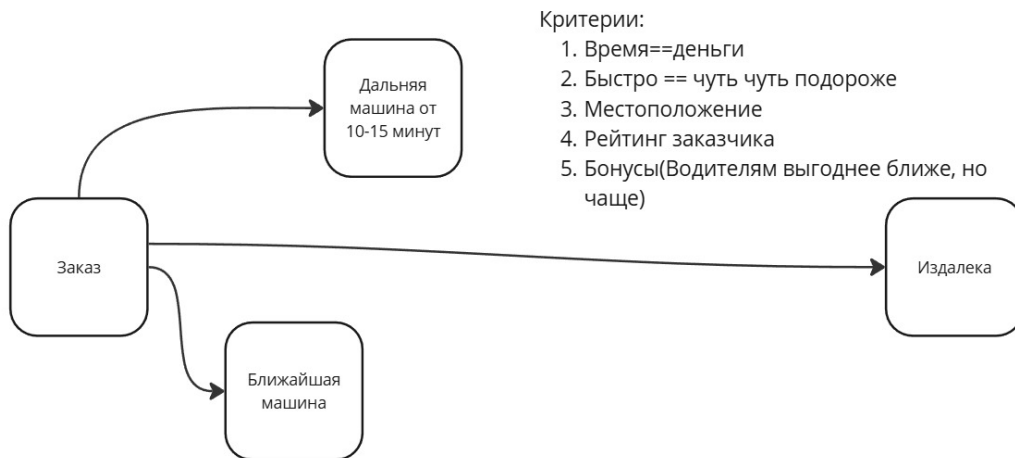 Критерии:
1. Время==деньги
2. Быстро == чуть чуть подороже
3. Местоположение
4. Рейтинг заказчика
5. Бонусы(Водителям выгоднее ближе, но
чаще)
Дальняя
машина от
10-15 минут
Заказ
Издалека
Ближайшая
машина